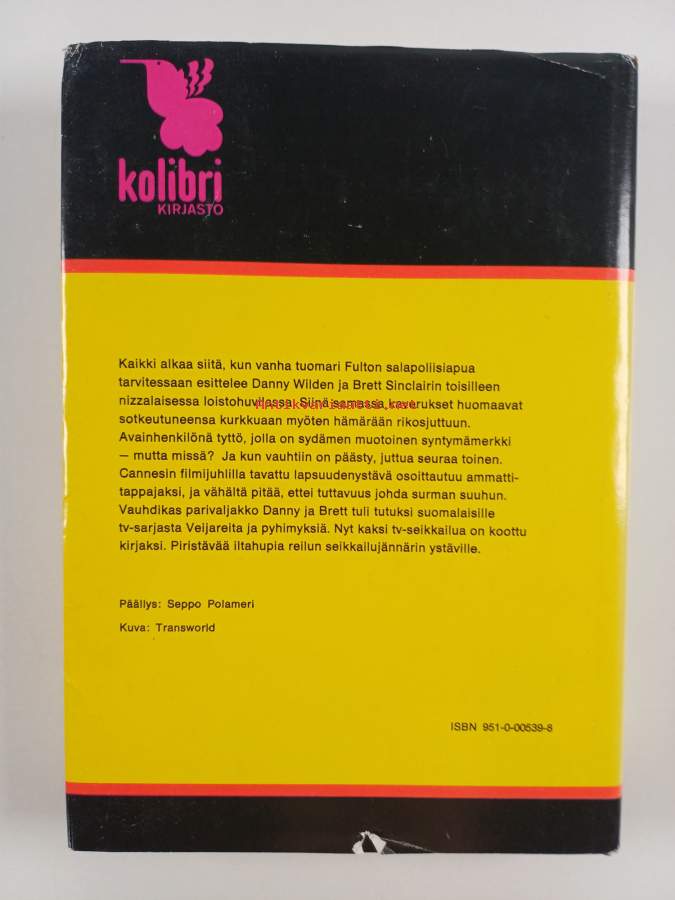 kolibri
KIRJASTO
Kaikki alkaa siitä, kun vanha tuomari Fulton salapoliisiapua
tarvitessaan esittelee Danny Wilden ja Brett Sinclairin toisilleen
nizzalaisessa loistohuvilassa. Siinä samassa kaverukset huomaavat
Antikvariaatti.net
sotkeutuneensa kurkkuaan myöten hämärään rikosjuttuun.
Avainhenkilönä tyttö, jolla on sydämen muotoinen syntymämerkki
— mutta missä? Ja kun vauhtiin on päästy, juttua seuraa toinen.
Cannesin filmijuhlilla tavattu lapsuudenystävä osoittautuu ammatti-
tappajaksi, ja vähältä pitää, ettei tuttavuus johda surman suuhun.
Vauhdikas parivaljakko Danny ja Brett tuli tutuksi suomalaisille
tv-sarjasta Veijareita ja pyhimyksiä. Nyt kaksi tv-seikkailua on koottu
kirjaksi. Piristävää iltahupia reilun seikkailujännärin ystäville.
Päällys: Seppo Polameri
Kuva: Transworld
ISBN 951-0-00539-8